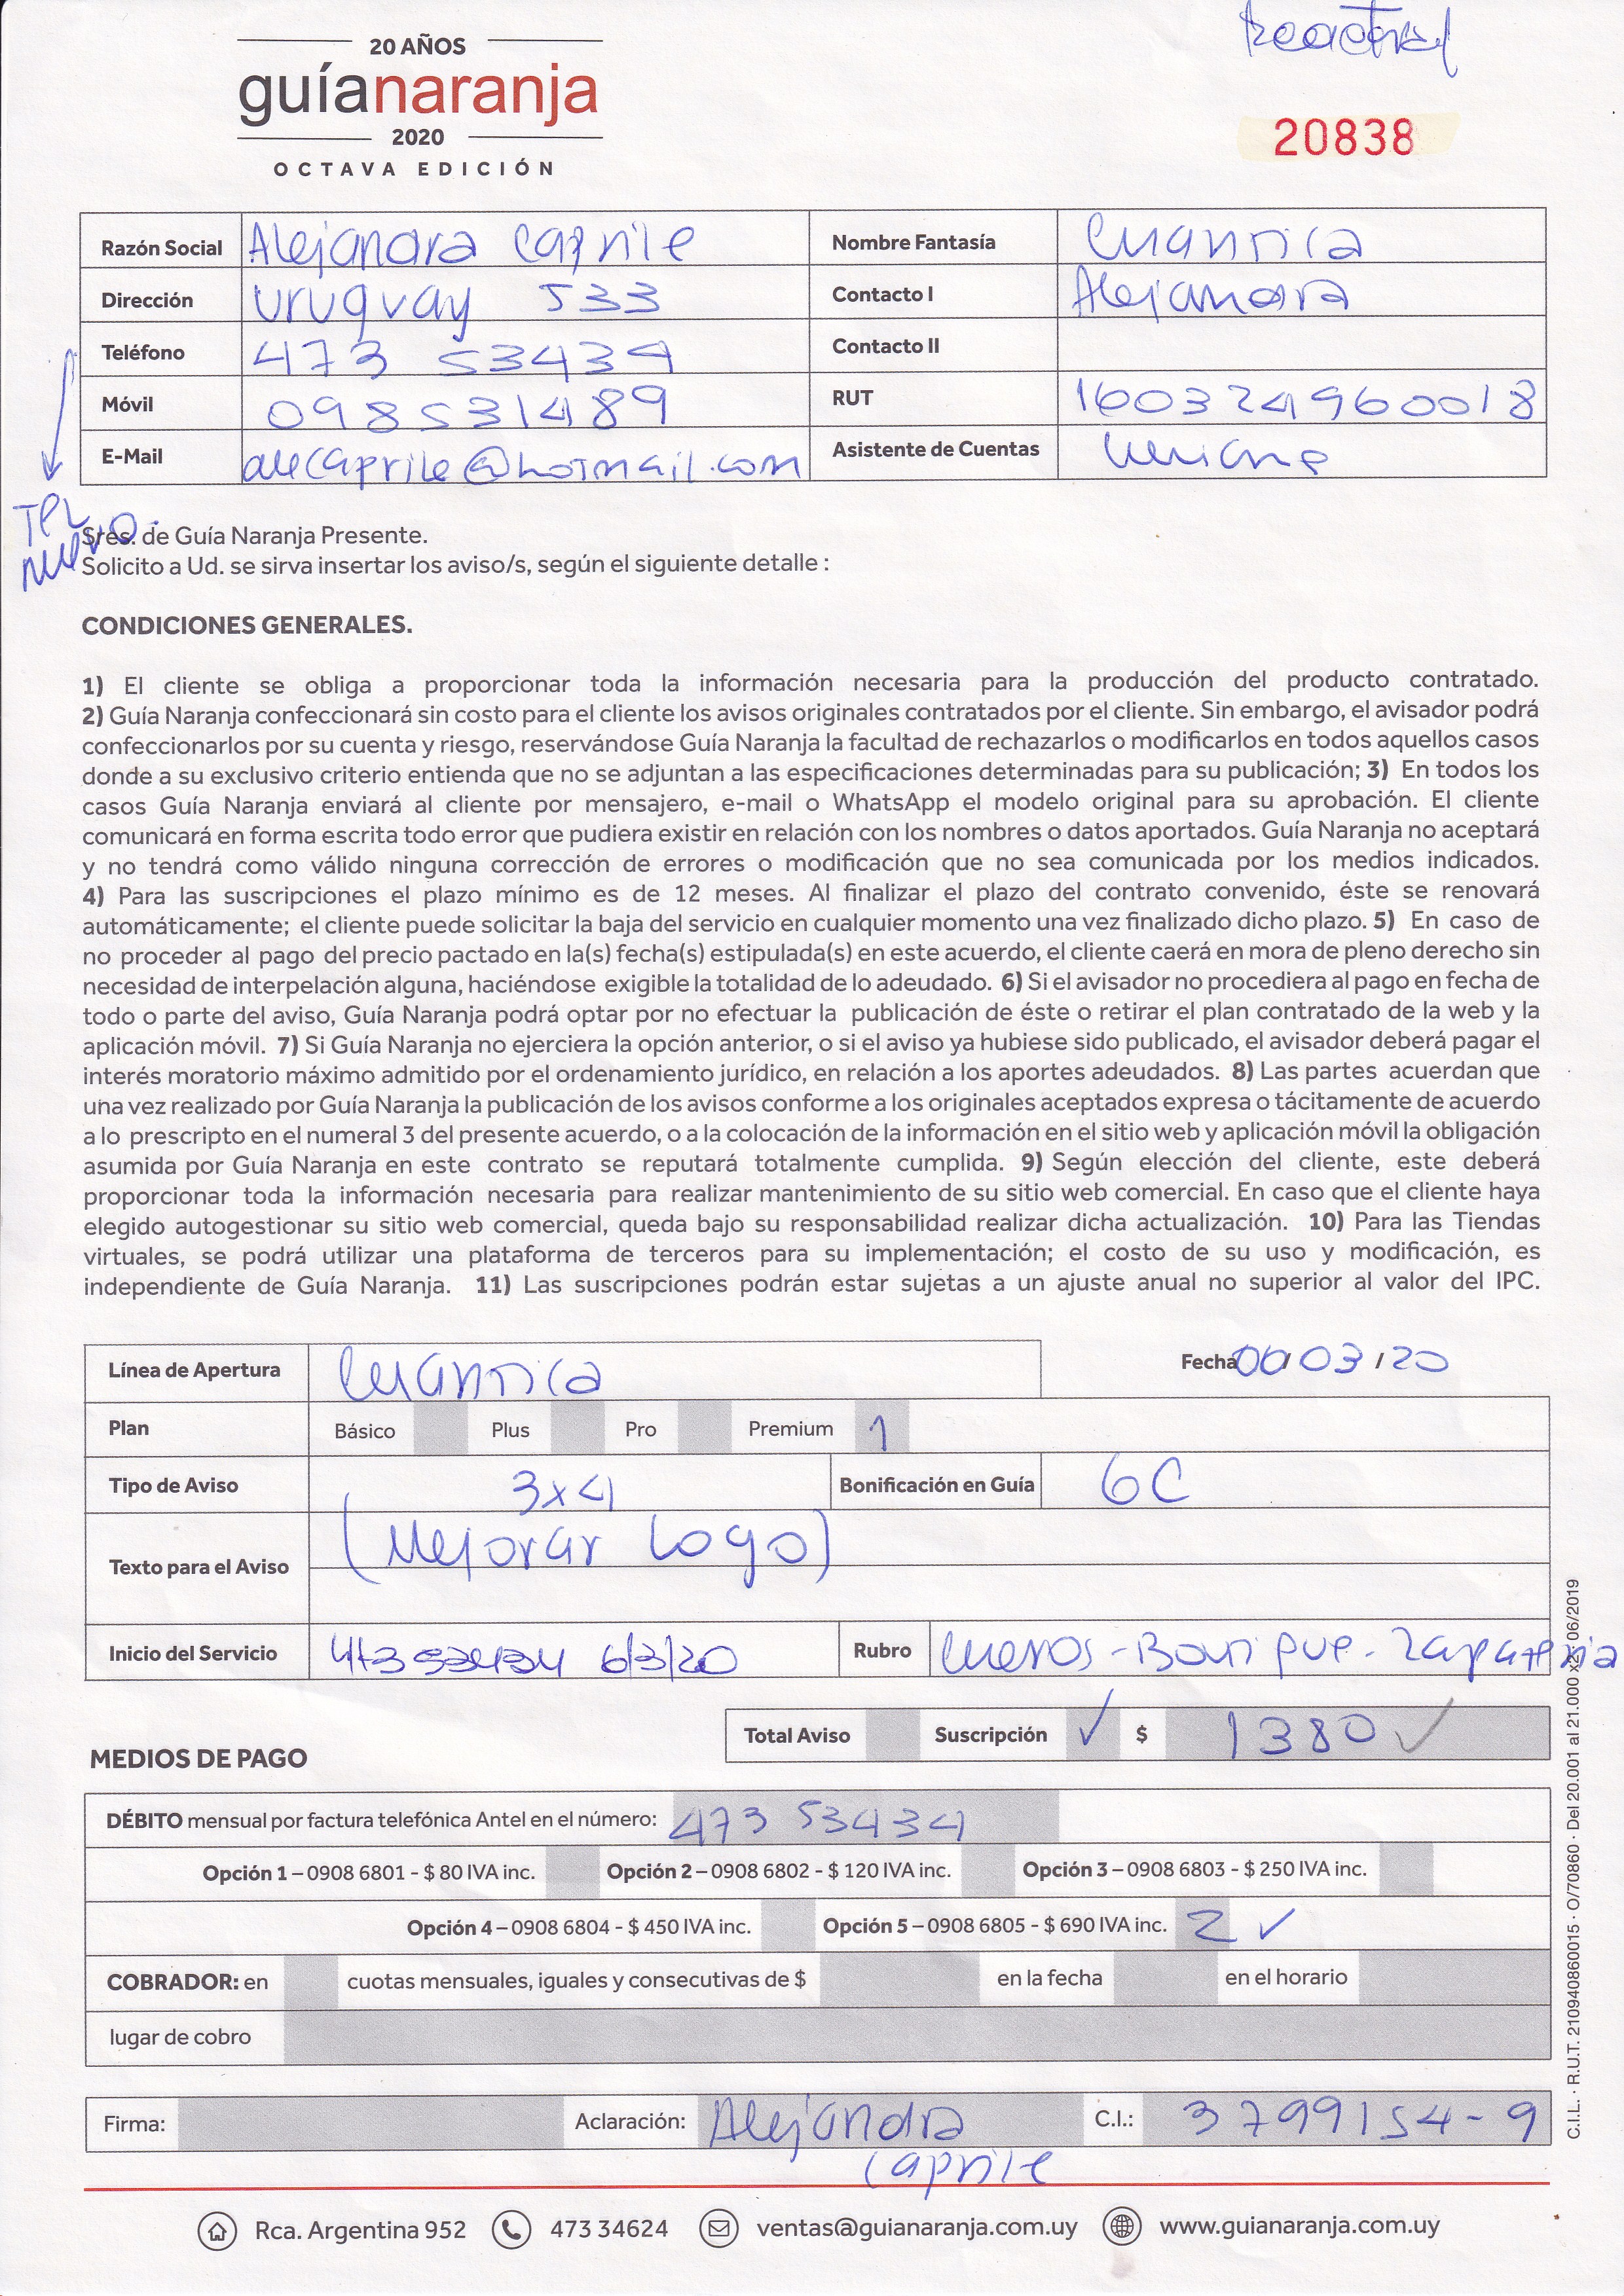 20 AÑOS
guíanaranja
2020
OCTAVA EDICIÓN
20838
Razón Social Alejandra Caprile Nombre Fantasía Cuantica
Dirección Uruguay 533 Contacto I Alejandra
Teléfono 473 53434 Contacto II
Móvil 098531489 RUT 160324960018
E-Mail alecaprile@hotmail.com Asistente de Cuentas
Tel
nuevo.
Sres. de Guía Naranja Presente.
Solicito a Ud. se sirva insertar los aviso/s, según el siguiente detalle :
CONDICIONES GENERALES.
1) El cliente se obliga a proporcionar toda la información necesaria para la producción del producto contratado.
2) Guía Naranja confeccionará sin costo para el cliente los avisos originales contratados por el cliente. Sin embargo, el avisador podrá
confeccionarlos por su cuenta y riesgo, reservándose Guía Naranja la facultad de rechazarlos o modificarlos en todos aquellos casos
donde a su exclusivo criterio entienda que no se adjuntan a las especificaciones determinadas para su publicación; 3) En todos los
casos Guía Naranja enviará al cliente por mensajero, e-mail o WhatsApp el modelo original para su aprobación. El cliente
comunicará en forma escrita todo error que pudiera existir en relación con los nombres o datos aportados. Guía Naranja no aceptará
y no tendrá como válido ninguna corrección de errores o modificación que no sea comunicada por los medios indicados.
4) Para las suscripciones el plazo mínimo es de 12 meses. Al finalizar el plazo del contrato convenido, éste se renovará
automáticamente; el cliente puede solicitar la baja del servicio en cualquier momento una vez finalizado dicho plazo. 5) En caso de
no proceder al pago del precio pactado en la(s) fecha(s) estipulada(s) en este acuerdo, el cliente caerá en mora de pleno derecho sin
necesidad de interpelación alguna, haciéndose exigible la totalidad de lo adeudado. 6) Si el avisador no procediera al pago en fecha de
todo o parte del aviso, Guía Naranja podrá optar por no efectuar la publicación de éste o retirar el plan contratado de la web y la
aplicación móvil. 7) Si Guía Naranja no ejerciera la opción anterior, o si el aviso ya hubiese sido publicado, el avisador deberá pagar el
interés moratorio máximo admitido por el ordenamiento jurídico, en relación a los aportes adeudados. 8) Las partes acuerdan que
una vez realizado por Guía Naranja la publicación de los avisos conforme a los originales aceptados expresa o tácitamente de acuerdo
a lo prescripto en el numeral 3 del presente acuerdo, o a la colocación de la información en el sitio web y aplicación móvil la obligación
asumida por Guía Naranja en este contrato se reputará totalmente cumplida. 9) Según elección del cliente, este deberá
proporcionar toda la información necesaria para realizar mantenimiento de su sitio web comercial. En caso que el cliente haya
elegido autogestionar su sitio web comercial, queda bajo su responsabilidad realizar dicha actualización. 10) Para las Tiendas
virtuales, se podrá utilizar una plataforma de terceros para su implementación; el costo de su uso y modificación, es
independiente de Guía Naranja. 11) Las suscripciones podrán estar sujetas a un ajuste anual no superior al valor del IPC.
Línea de Apertura Cuantica Fecha 06/03/20
Plan Básico Plus Pro Premium 1
Tipo de Aviso 3x4 Bonificación en Guía 6C
Texto para el Aviso (Mejorar Logo)
Inicio del Servicio 47353434 6/3/20 Rubro Cueros-Boutique-Zapateria
Total Aviso Suscripción ✓ $ 1380 ✓
MEDIOS DE PAGO
DÉBITO mensual por factura telefónica Antel en el número: 473 53434
Opción 1 – 0908 6801 - $ 80 IVA inc. Opción 2 – 0908 6802 - $ 120 IVA inc. Opción 3 – 0908 6803 - $ 250 IVA inc.
Opción 4 – 0908 6804 - $ 450 IVA inc. Opción 5 – 0908 6805 - $ 690 IVA inc. 2 ✓
COBRADOR: en cuotas mensuales, iguales y consecutivas de $ en la fecha en el horario
lugar de cobro
Firma: Aclaración: Alejandra C.I.: 3799154-9
Caprile
Rca. Argentina 952 473 34624 ventas@guianaranja.com.uy www.guianaranja.com.uy
C.I.L. · R.U.T. 210940860015 · O/70860 · Del 20.001 al 21.000 x2 · 06/2019